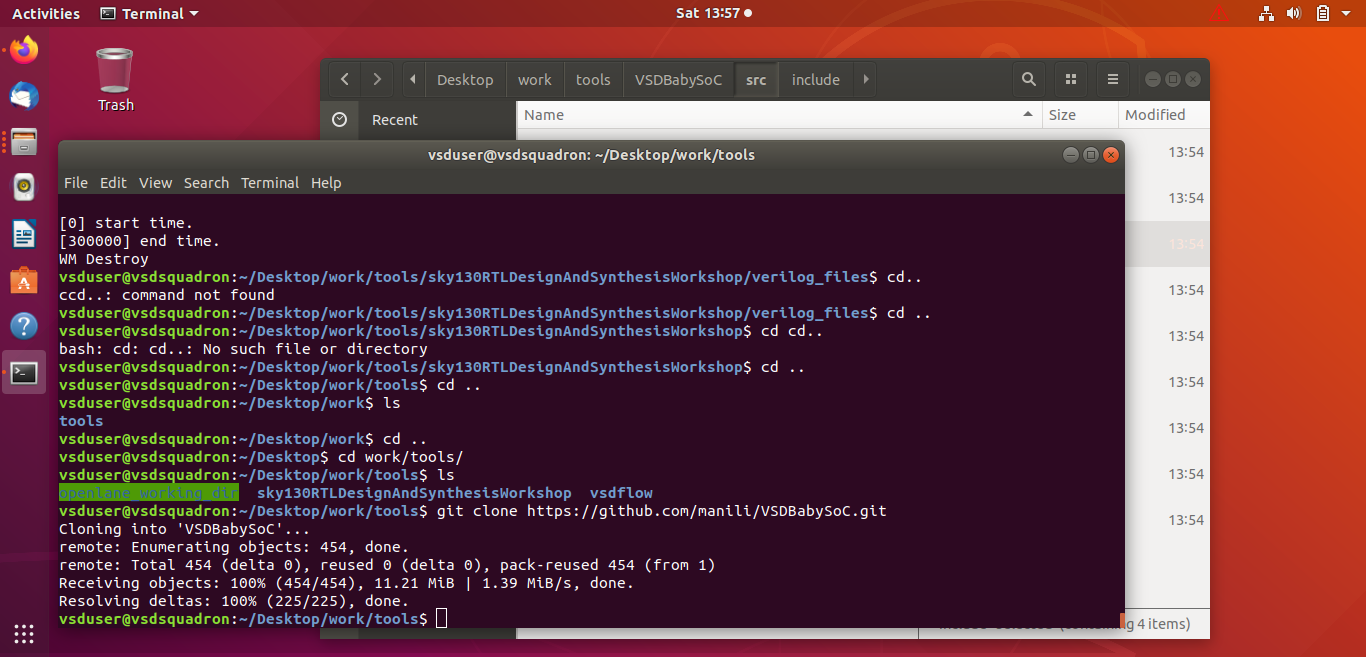 Activities Terminal Sat 13:57
Trash
Desktop work tools VSDBabySoC src include
Recent Name Size Modified
13:54
13:54
13:54
13:54
13:54
13:54
13:54
13:54
13:54
vsduser@vsdsquadron: ~/Desktop/work/tools
File Edit View Search Terminal Help
[0] start time.
[300000] end time.
WM Destroy
vsduser@vsdsquadron:~/Desktop/work/tools/sky130RTLDesignAndSynthesisWorkshop/verilog_files$ cd..
ccd..: command not found
vsduser@vsdsquadron:~/Desktop/work/tools/sky130RTLDesignAndSynthesisWorkshop/verilog_files$ cd ..
vsduser@vsdsquadron:~/Desktop/work/tools/sky130RTLDesignAndSynthesisWorkshop$ cd cd..
bash: cd: cd..: No such file or directory
vsduser@vsdsquadron:~/Desktop/work/tools/sky130RTLDesignAndSynthesisWorkshop$ cd ..
vsduser@vsdsquadron:~/Desktop/work/tools$ cd ..
vsduser@vsdsquadron:~/Desktop/work$ ls
tools
vsduser@vsdsquadron:~/Desktop/work$ cd ..
vsduser@vsdsquadron:~/Desktop$ cd work/tools/
vsduser@vsdsquadron:~/Desktop/work/tools$ ls
openlane_working_dir sky130RTLDesignAndSynthesisWorkshop vsdflow
vsduser@vsdsquadron:~/Desktop/work/tools$ git clone https://github.com/manili/VSDBabySoC.git
Cloning into 'VSDBabySoC'...
remote: Enumerating objects: 454, done.
remote: Total 454 (delta 0), reused 0 (delta 0), pack-reused 454 (from 1)
Receiving objects: 100% (454/454), 11.21 MiB | 1.39 MiB/s, done.
Resolving deltas: 100% (225/225), done.
vsduser@vsdsquadron:~/Desktop/work/tools$
4 items)